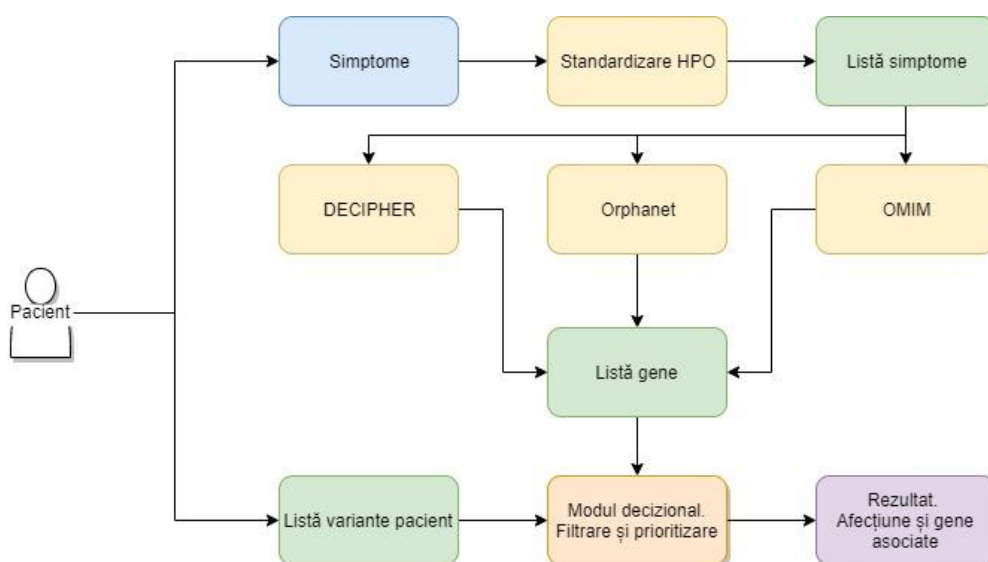 Simptome
Standardizare HPO
Listă simptome
DECIPHER
Orphanet
OMIM
Pacient
Listă gene
Listă variante pacient
Modul decizional.
Filtrare și prioritizare
Rezultat.
Afecțiune și gene
asociate